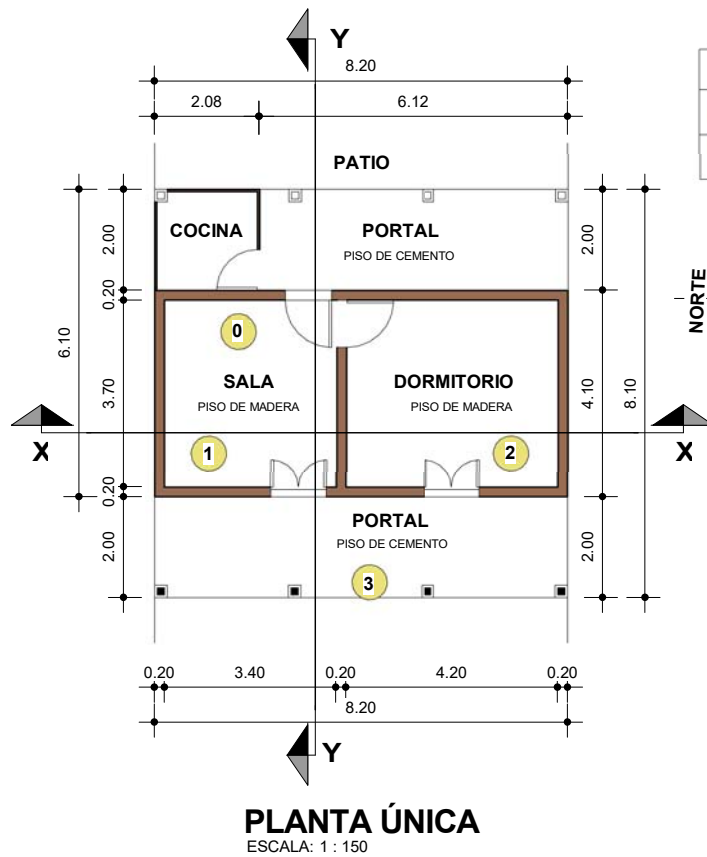 Y
8.20
2.08
6.12
PATIO
COCINA
PORTAL
PISO DE CEMENTO
2.00
2.00
0.20
NORTE
0
6.10
SALA
DORMITORIO
3.70
4.10
8.10
PISO DE MADERA
PISO DE MADERA
X
X
1
2
0.20
PORTAL
PISO DE CEMENTO
2.00
2.00
3
0.20
3.40
0.20
4.20
0.20
8.20
Y
PLANTA ÚNICA
ESCALA: 1 : 150